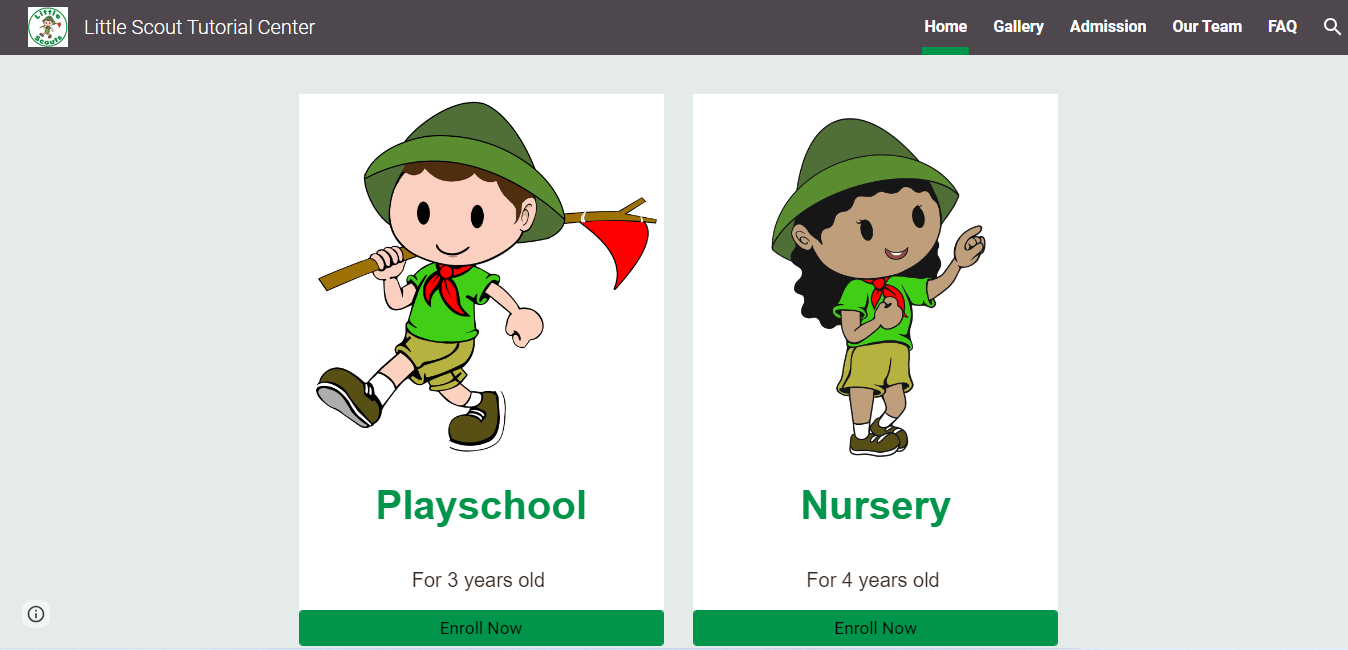 Little
Scouts
Little Scout Tutorial Center
Home
Gallery
Admission
Our Team
FAQ
Playschool
For 3 years old
Enroll Now
Nursery
For 4 years old
Enroll Now